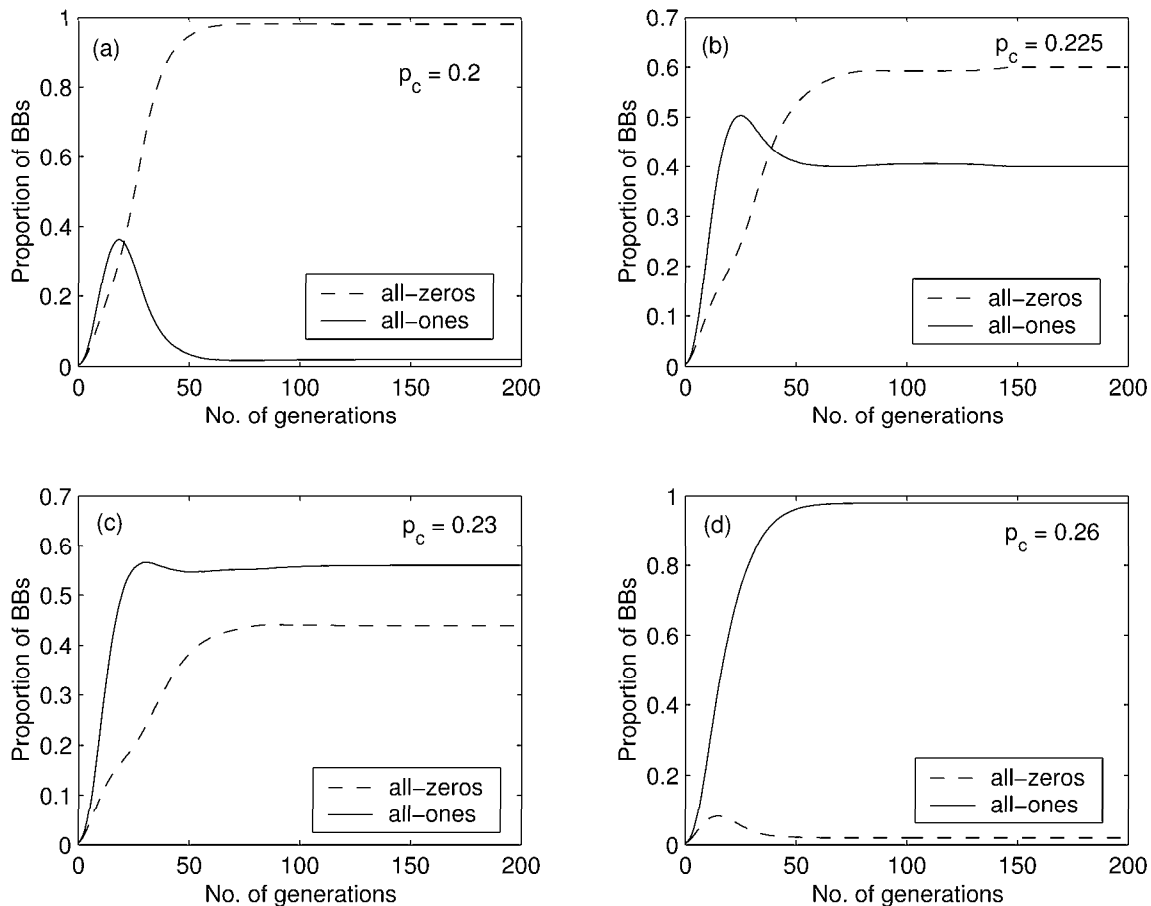 (a)
p_c = 0.2
Proportion of BBs
1
0.8
0.6
0.4
0.2
0
all-zeros
all-ones
0 50 100 150 200
No. of generations
(b)
p_c = 0.225
Proportion of BBs
0.7
0.6
0.5
0.4
0.3
0.2
0.1
0
all-zeros
all-ones
0 50 100 150 200
No. of generations
(c)
p_c = 0.23
Proportion of BBs
0.7
0.6
0.5
0.4
0.3
0.2
0.1
0
all-zeros
all-ones
0 50 100 150 200
No. of generations
(d)
p_c = 0.26
Proportion of BBs
1
0.8
0.6
0.4
0.2
0
all-zeros
all-ones
0 50 100 150 200
No. of generations